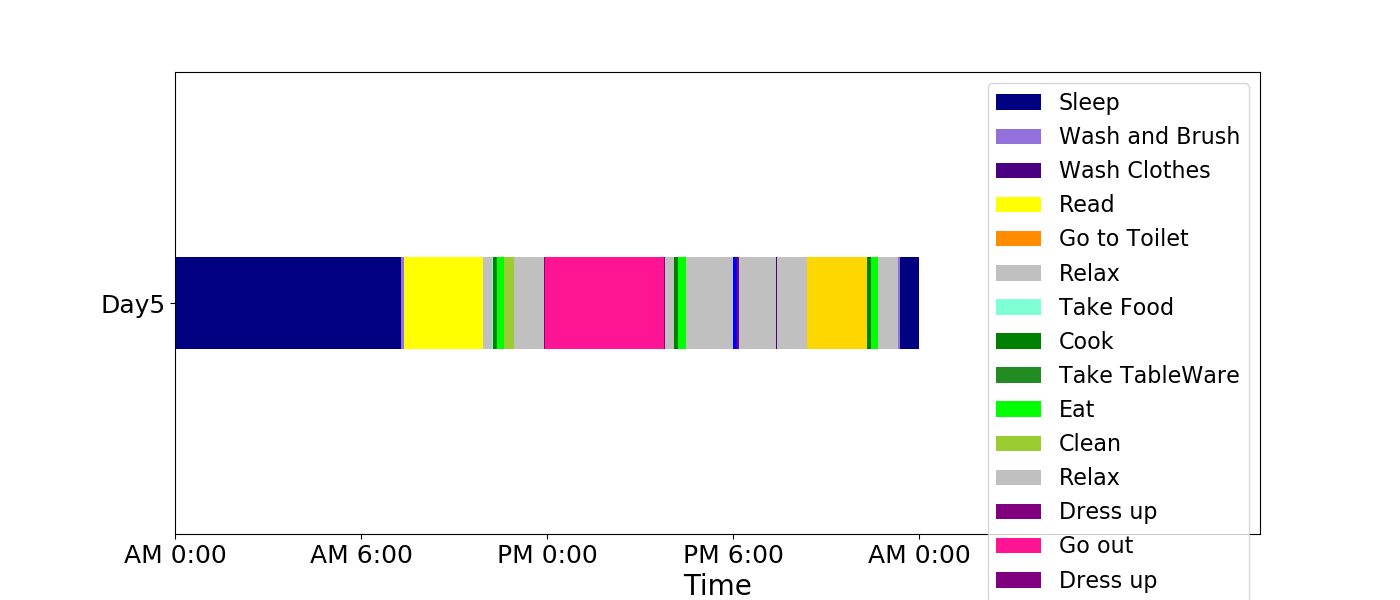 Sleep
Wash and Brush
Wash Clothes
Read
Go to Toilet
Relax
Take Food
Cook
Take TableWare
Eat
Clean
Relax
Dress up
Go out
Dress up
Day5
AM 0:00 AM 6:00 PM 0:00 PM 6:00 AM 0:00
Time